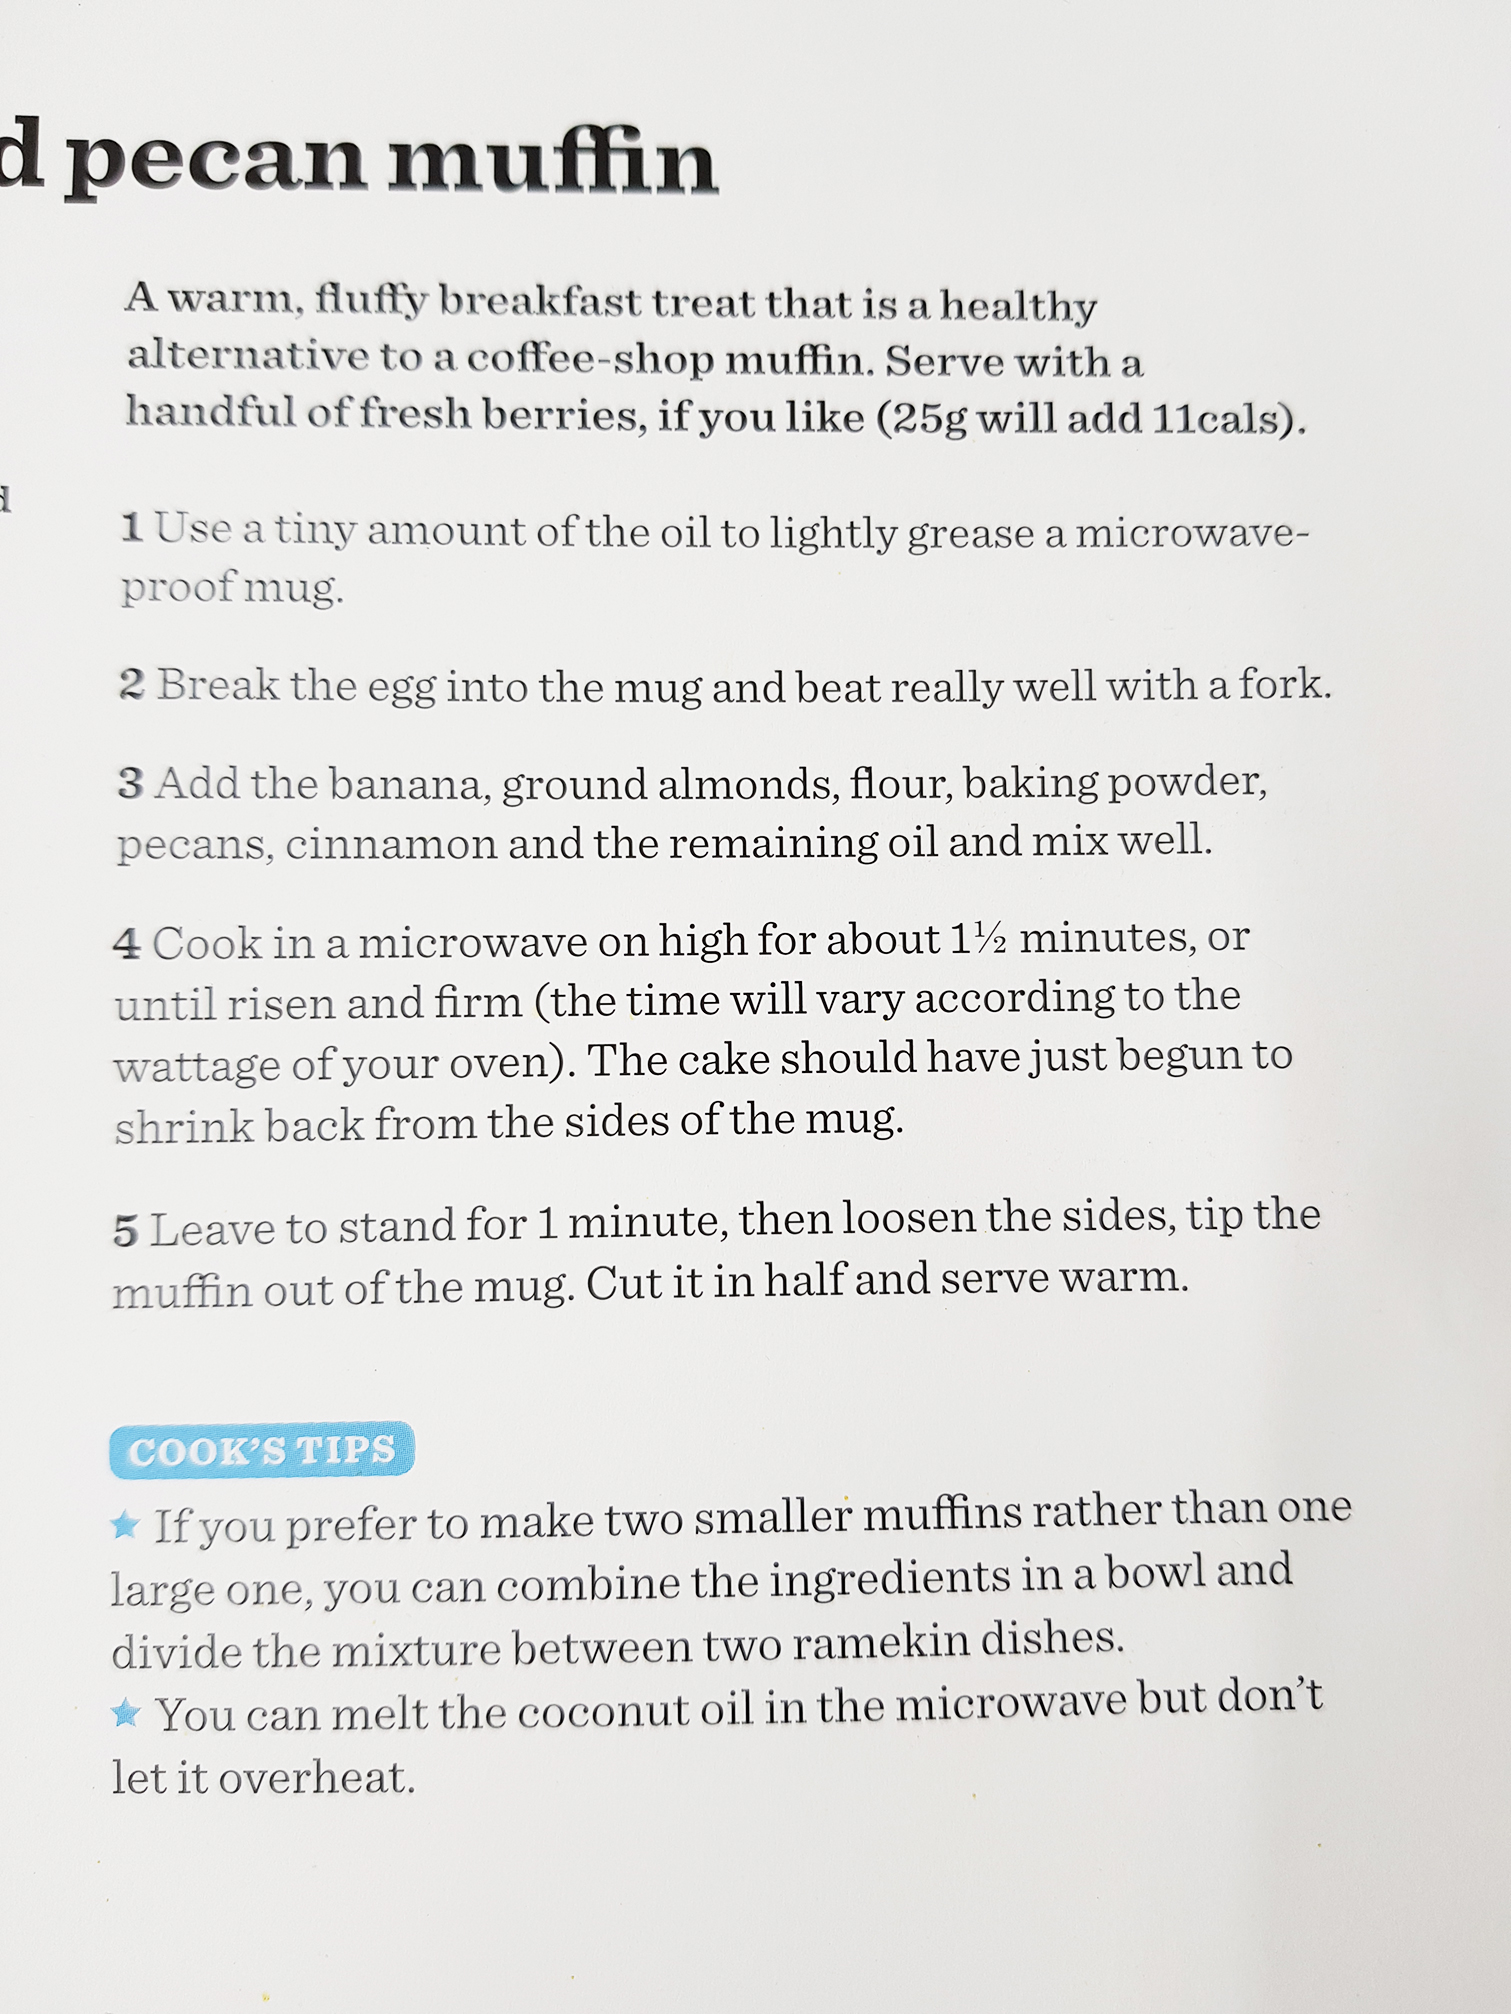 d pecan muffin
A warm, fluffy breakfast treat that is a healthy
alternative to a coffee-shop muffin. Serve with a
handful of fresh berries, if you like (25g will add 11cals).
d
1 Use a tiny amount of the oil to lightly grease a microwave-
proof mug.
2 Break the egg into the mug and beat really well with a fork.
3 Add the banana, ground almonds, flour, baking powder,
pecans, cinnamon and the remaining oil and mix well.
4 Cook in a microwave on high for about 1½ minutes, or
until risen and firm (the time will vary according to the
wattage of your oven). The cake should have just begun to
shrink back from the sides of the mug.
5 Leave to stand for 1 minute, then loosen the sides, tip the
muffin out of the mug. Cut it in half and serve warm.
COOK'S TIPS
★ If you prefer to make two smaller muffins rather than one
large one, you can combine the ingredients in a bowl and
divide the mixture between two ramekin dishes.
★ You can melt the coconut oil in the microwave but don't
let it overheat.